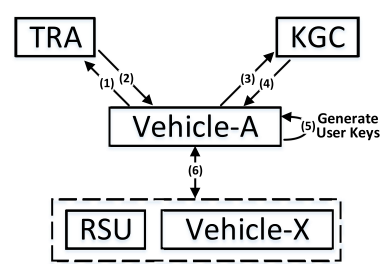 TRA
KGC
(1)
(2)
(3)
(4)
Vehicle-A
(5)
Generate
User Keys
(6)
RSU
Vehicle-X